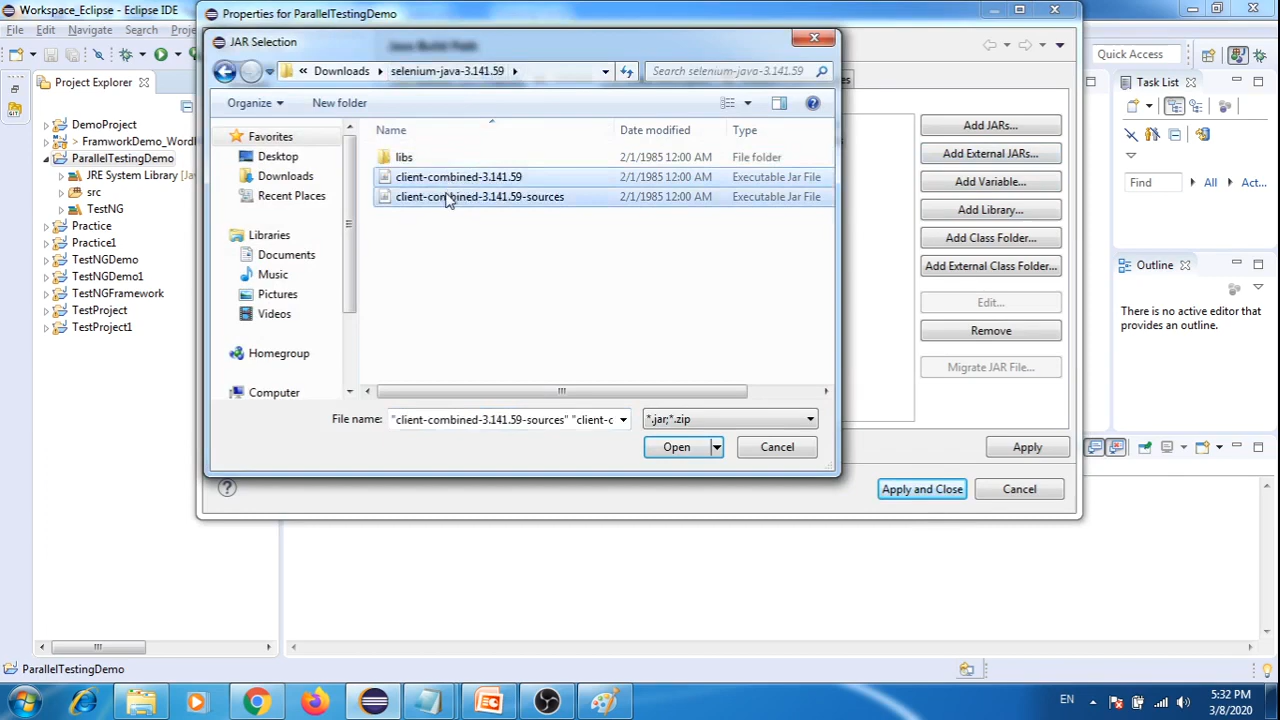 Workspace_Eclipse - Eclipse IDE
Properties for ParallelTestingDemo
File Edit Navigate Search Proje
JAR Selection
Java Build Path
Quick Access
« Downloads selenium-java-3.141.59
Search selenium-java-3.141.59
Project Explorer
Task List
Organize New folder
Name Date modified Type
Favorites
Desktop
Downloads
Recent Places
Libraries
Documents
Music
Pictures
Videos
Homegroup
Computer
libs 2/1/1985 12:00 AM File folder
client-combined-3.141.59 2/1/1985 12:00 AM Executable Jar File
client-combined-3.141.59-sources 2/1/1985 12:00 AM Executable Jar File
File name: "client-combined-3.141.59-sources" "client-c
*.jar;*.zip
Open
Cancel
DemoProject
> FramworkDemo_Wordl
ParallelTestingDemo
JRE System Library [Java
src
TestNG
Practice
Practice1
TestNGDemo
TestNGDemo1
TestNGFramework
TestProject
TestProject1
es
Add JARs...
Add External JARs...
Add Variable...
Add Library...
Add Class Folder...
Add External Class Folder...
Edit...
Remove
Migrate JAR File...
Apply
Apply and Close
Cancel
Find All Act...
Outline
There is no active editor that
provides an outline.
ParallelTestingDemo
EN
5:32 PM
3/8/2020